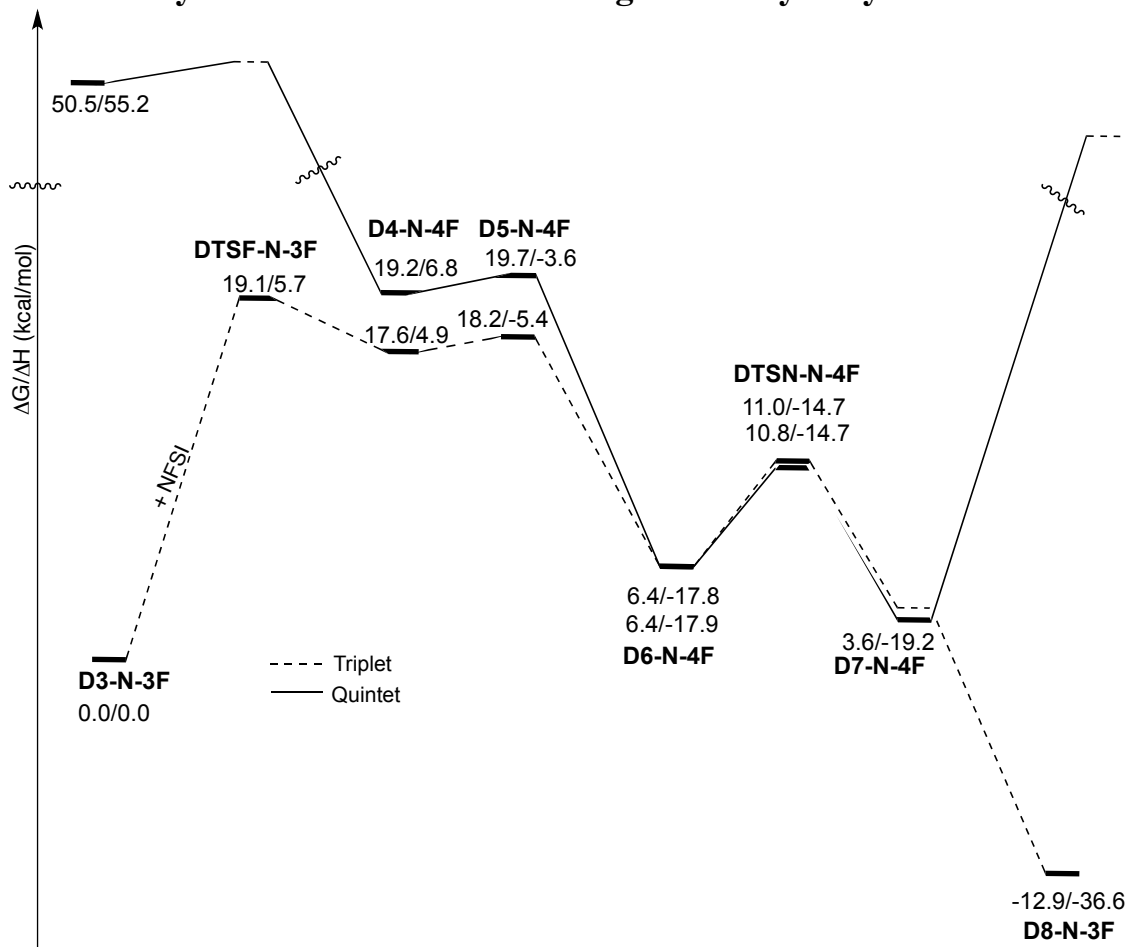 50.5/55.2
D4-N-4F
D5-N-4F
DTSF-N-3F
19.2/6.8
19.7/-3.6
19.1/5.7
17.6/4.9
18.2/-5.4
ΔG/ΔH (kcal/mol)
DTSN-N-4F
11.0/-14.7
10.8/-14.7
+ NFSI
6.4/-17.8
6.4/-17.9
D6-N-4F
3.6/-19.2
D7-N-4F
D3-N-3F
0.0/0.0
Triplet
Quintet
-12.9/-36.6
D8-N-3F